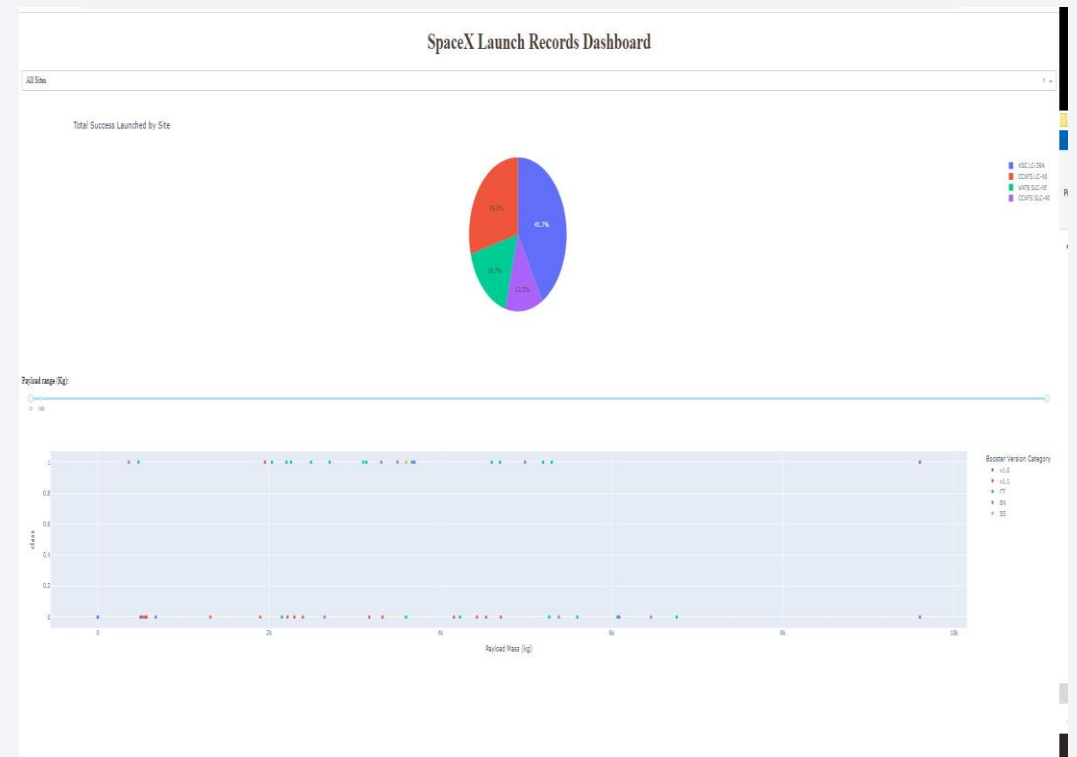 SpaceX Launch Records Dashboard
All Sites
Total Success Launched by Site
KSC LC-39A
CCAFS LC-40
VAFB SLC-4E
CCAFS SLC-40
29.2%
41.7%
16.7%
12.5%
Payload range (Kg):
0 100
Booster Version Category
v1.0
v1.1
FT
B4
B5
1
0.8
0.6
0.4
0.2
0
class
0 2k 4k 6k 8k 10k
Payload Mass (kg)